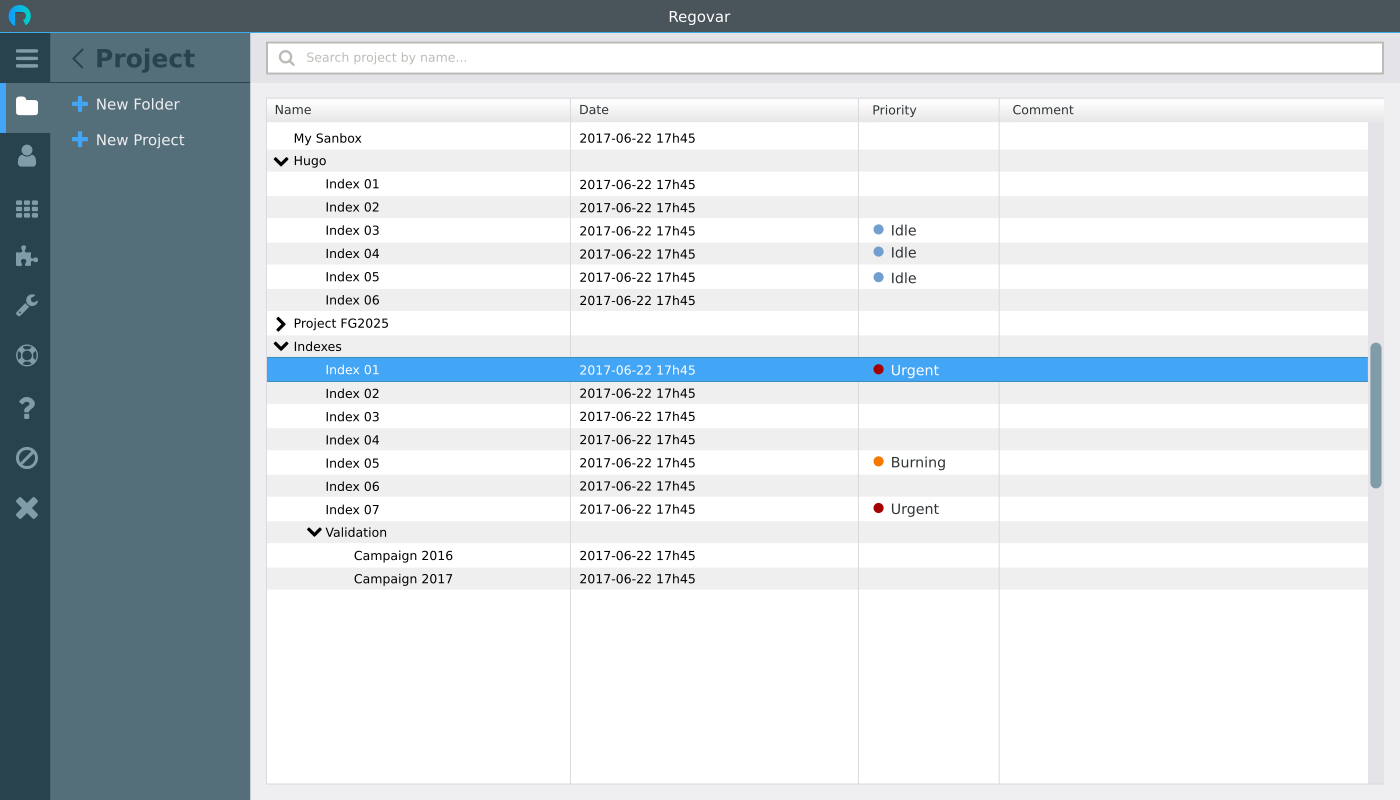 Regovar
Project
New Folder
New Project
Search project by name...
Name Date Priority Comment
My Sanbox 2017-06-22 17h45
Hugo
Index 01 2017-06-22 17h45
Index 02 2017-06-22 17h45
Index 03 2017-06-22 17h45 Idle
Index 04 2017-06-22 17h45 Idle
Index 05 2017-06-22 17h45 Idle
Index 06 2017-06-22 17h45
Project FG2025
Indexes
Index 01 2017-06-22 17h45 Urgent
Index 02 2017-06-22 17h45
Index 03 2017-06-22 17h45
Index 04 2017-06-22 17h45
Index 05 2017-06-22 17h45 Burning
Index 06 2017-06-22 17h45
Index 07 2017-06-22 17h45 Urgent
Validation
Campaign 2016 2017-06-22 17h45
Campaign 2017 2017-06-22 17h45